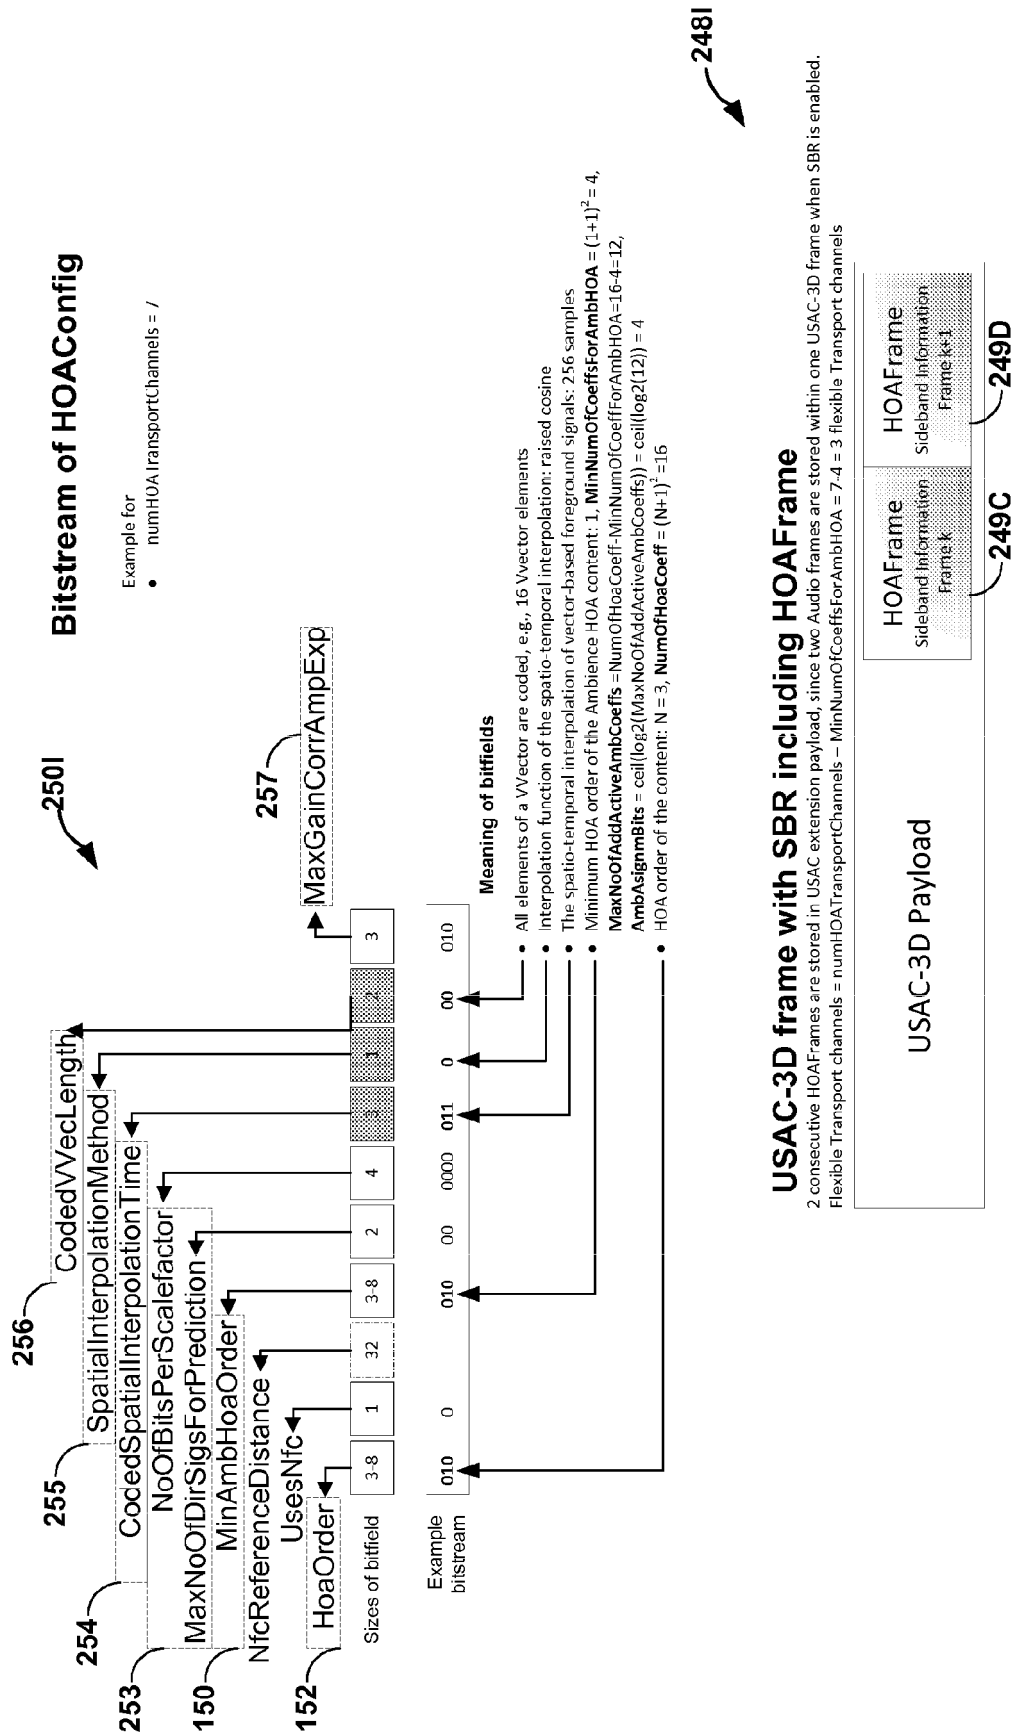 Bitstream of HOAConfig
250I
Example for
• numHOATransportChannels = 7
256
CodedVVecLength
255
SpatialInterpolationMethod
254
CodedSpatialInterpolationTime
253
NoOfBitsPerScalefactor
MaxNoOfDirSigsForPrediction
150
MinAmbHoaOrder
NfcReferenceDistance
UsesNfc
152
HoaOrder
257
MaxGainCorrAmpExp
Sizes of bitfield
3-8 1 32 3-8 2 4 3 1 2 3
Example
bitstream
010 0 010 00 0000 011 0 00 010
Meaning of bitfields
• All elements of a VVector are coded, e.g., 16 Vvector elements
• Interpolation function of the spatio-temporal interpolation: raised cosine
• The spatio-temporal interpolation of vector-based foreground signals: 256 samples
• Minimum HOA order of the Ambience HOA content: 1, MinNumOfCoeffsForAmbHOA = (1+1)² = 4,
MaxNoOfAddActiveAmbCoeffs =NumOfHoaCoeff-MinNumOfCoeffForAmbHOA=16-4=12,
AmbAsignmBits = ceil(log2(MaxNoOfAddActiveAmbCoeffs)) = ceil(log2(12)) = 4
• HOA order of the content: N = 3, NumOfHoaCoeff = (N+1)² =16
248I
USAC-3D frame with SBR including HOAFrame
2 consecutive HOAFrames are stored in USAC extension payload, since two Audio frames are stored within one USAC-3D frame when SBR is enabled.
Flexible Transport channels = numHOATransportChannels – MinNumOfCoeffsForAmbHOA = 7-4 = 3 flexible Transport channels
USAC-3D Payload
HOAFrame
Sideband Information
Frame k
249C
HOAFrame
Sideband Information
Frame k+1
249D